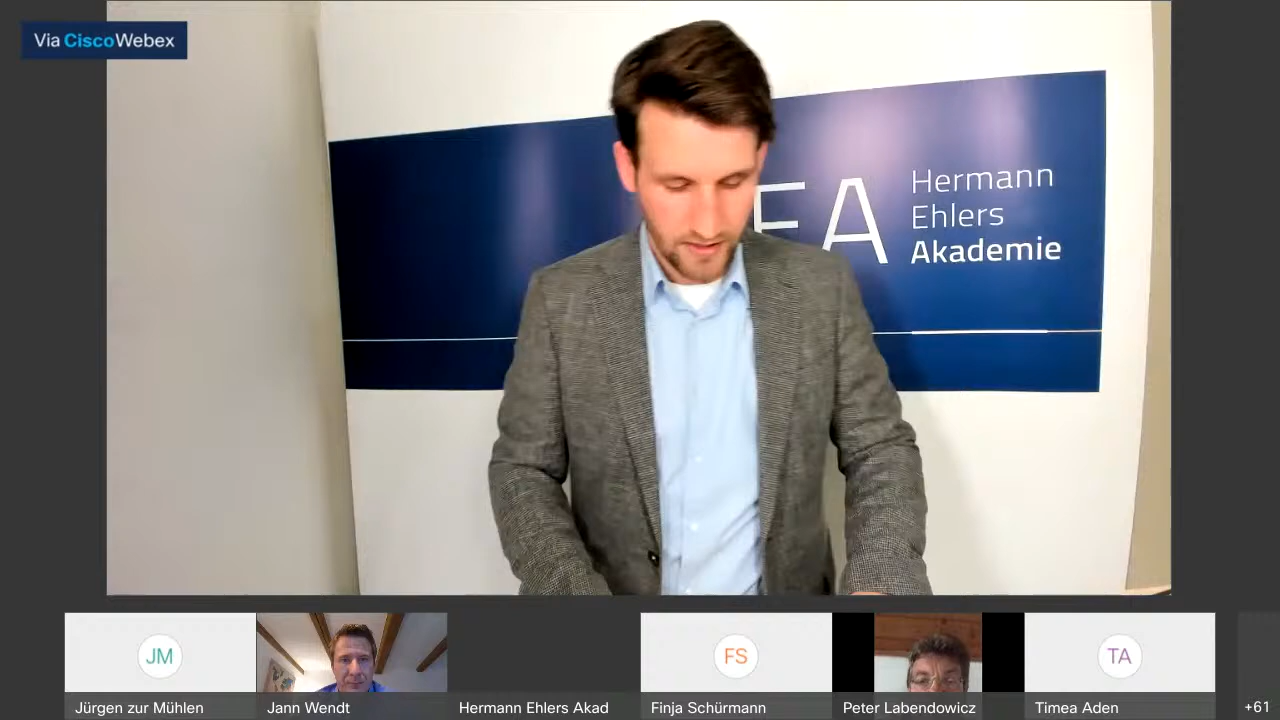 Via CiscoWebex
EA
Hermann
Ehlers
Akademie
JM
FS
TA
Jürgen zur Mühlen
Jann Wendt
Hermann Ehlers Akad
Finja Schürmann
Peter Labendowicz
Timea Aden
+61